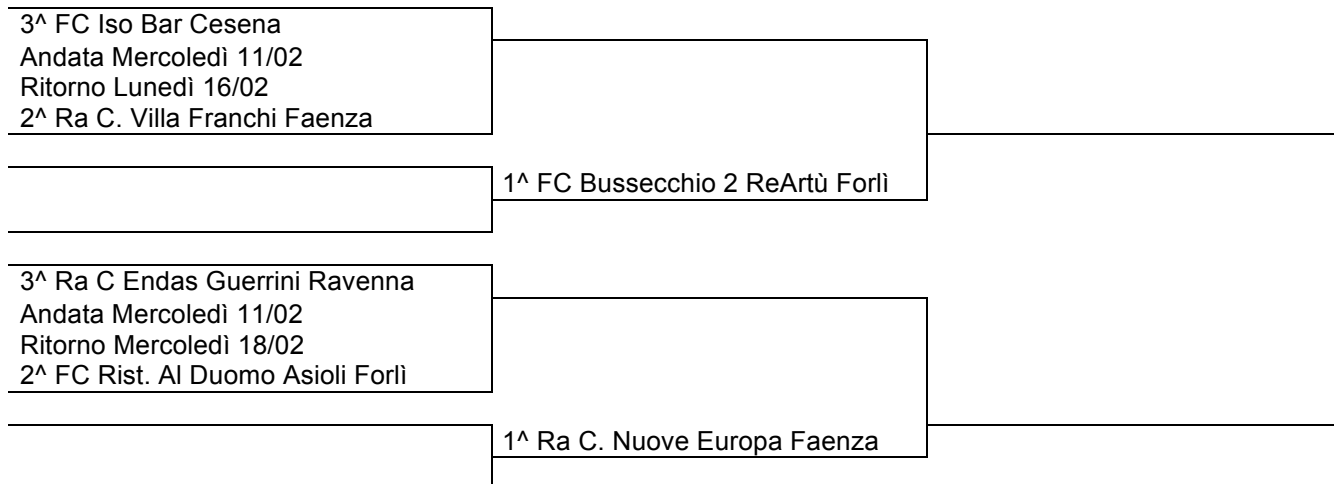 3^ FC Iso Bar Cesena
Andata Mercoledì 11/02
Ritorno Lunedì 16/02
2^ Ra C. Villa Franchi Faenza
1^ FC Bussecchio 2 ReArtù Forlì
3^ Ra C Endas Guerrini Ravenna
Andata Mercoledì 11/02
Ritorno Mercoledì 18/02
2^ FC Rist. Al Duomo Asioli Forlì
1^ Ra C. Nuove Europa Faenza